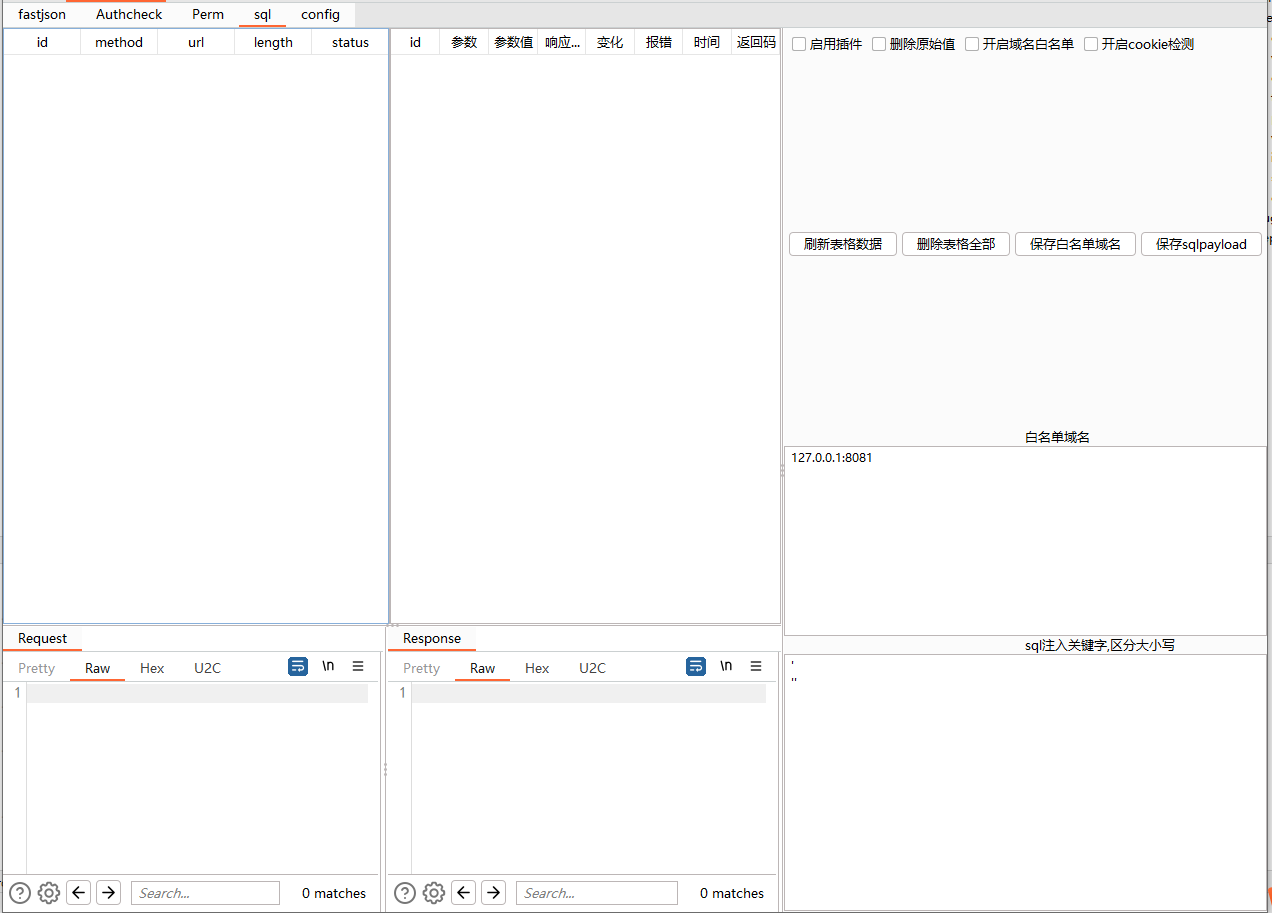 fastjson Authcheck Perm sql config
id method url length status
id 参数 参数值 响应... 变化 报错 时间 返回码
启用插件 删除原始值 开启域名白名单 开启cookie检测
刷新表格数据 删除表格全部 保存白名单域名 保存sqlpayload
白名单域名
127.0.0.1:8081
sql注入关键字,区分大小写
'
''
Request
Pretty Raw Hex U2C \n
1
Search... 0 matches
Response
Pretty Raw Hex U2C \n
1
Search... 0 matches